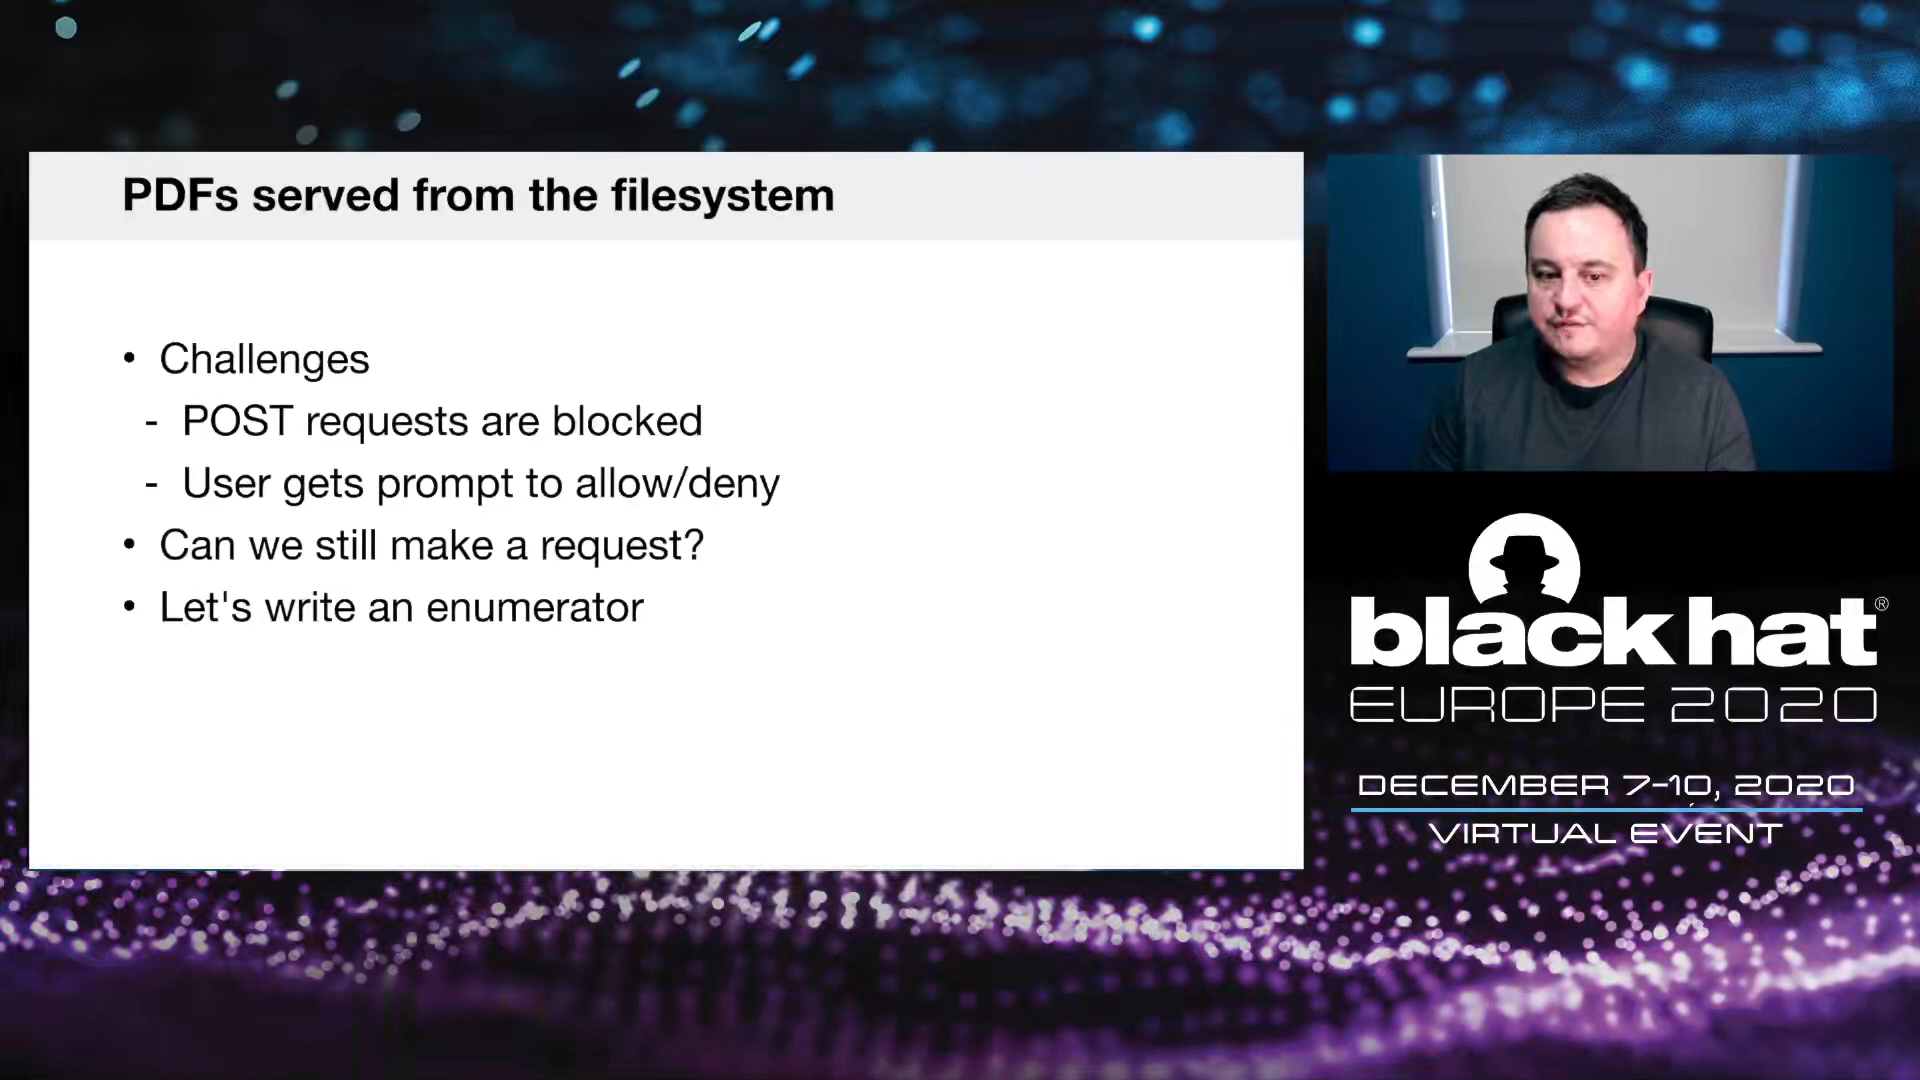 PDFs served from the filesystem
• Challenges
- POST requests are blocked
- User gets prompt to allow/deny
• Can we still make a request?
• Let's write an enumerator
black hat®
EUROPE 2020
DECEMBER 7-10, 2020
VIRTUAL EVENT